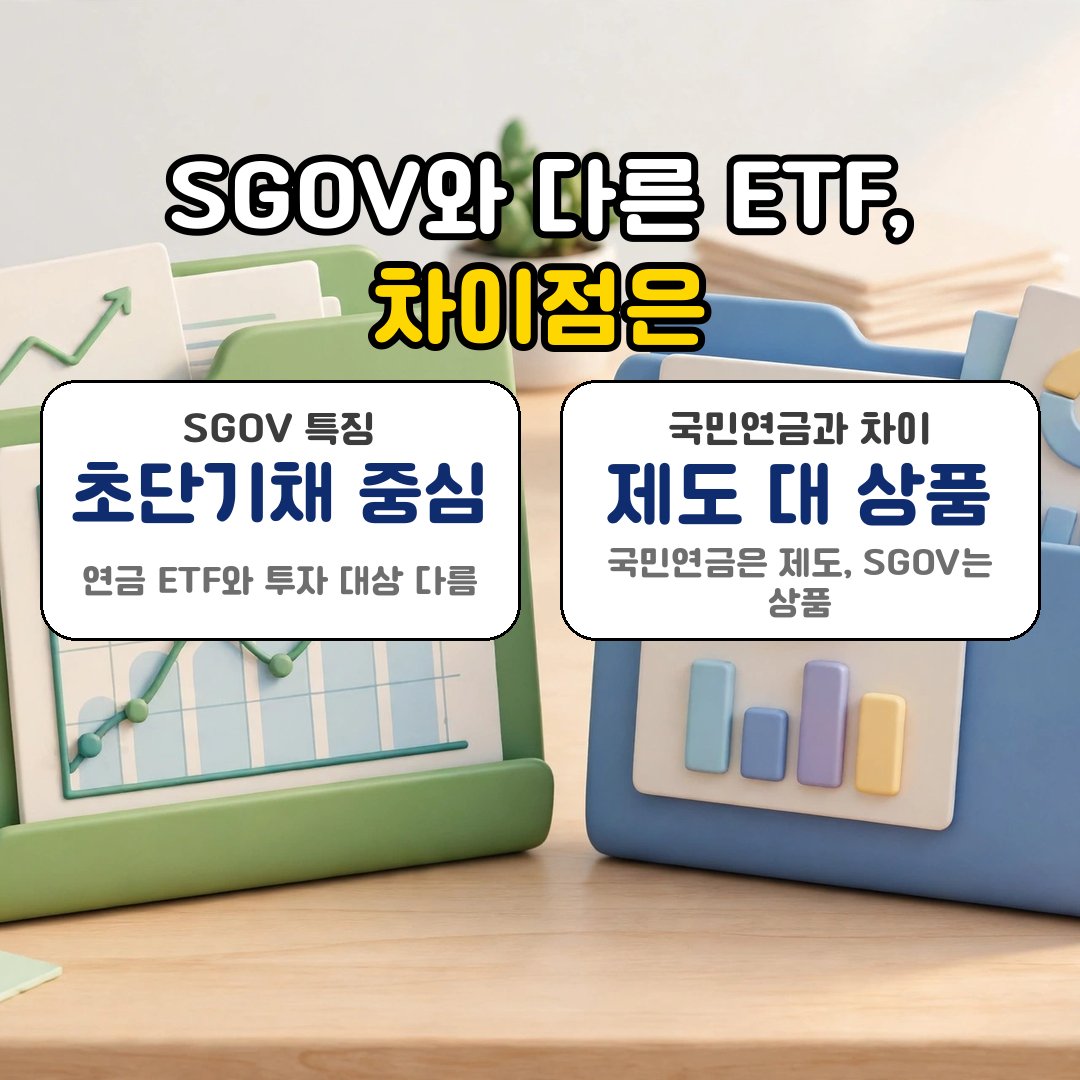 SGOV와 다른 ETF,
차이점은
SGOV 특징
초단기채 중심
연금 ETF와 투자 대상 다름
국민연금과 차이
제도 대 상품
국민연금은 제도, SGOV는
상품